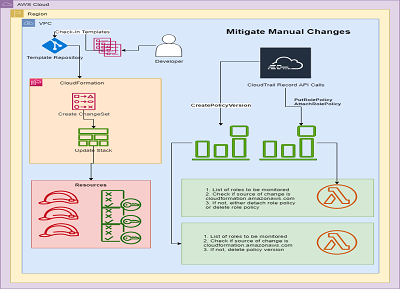 AWS Cloud
Region
VPC
Check-in Templates
Template Repository
Developer
Mitigate Manual Changes
CloudTrail Record API Calls
CloudFormation
Create ChangeSet
Update Stack
CreatePolicyVersion
PutRolePolicy
AttachRolePolicy
Resources
1. List of roles to be monitored
2. Check if source of change is
cloudformation.amazonaws.com
3. If not, either detach role policy
or delete role policy
1. List of roles to be monitored
2. Check if source of change is
cloudformation.amazonaws.com
3. If not, delete policy version